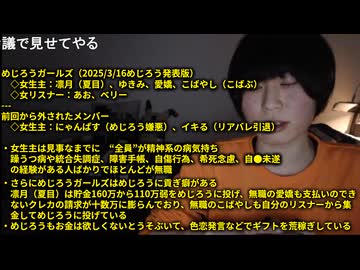 議で見せてやる
めじろうガールズ（2025/3/16めじろう発表版）
◇女生主：凛月（夏目）、ゆきみ、愛嬌、こばやし（こばぶ）
◇女リスナー：あお、ベリー
---
前回から外されたメンバー
◇女生主：にゃんぱす（めじろう嫌悪）、イキる（リアバレ引退）
・女生主は見事なまでに “全員”が精神系の病気持ち
躁うつ病や統合失調症、障害手帳、自傷行為、希死念慮、自●未遂
の経験がある人ばかりでほとんどが無職
・さらにめじろうガールズはめじろうに貢ぎ癖がある
凛月（夏目）は貯金160万から110万弱をめじろうに投げ、無職の愛嬌も支払いのでき
ないクレカの請求が十数万に膨らんでおり、無職のこばやしも自分のリスナーから集
金してめじろうに投げている
・めじろうもお金は欲しくないとうそぶいて、色恋発言などでギフトを荒稼ぎしている